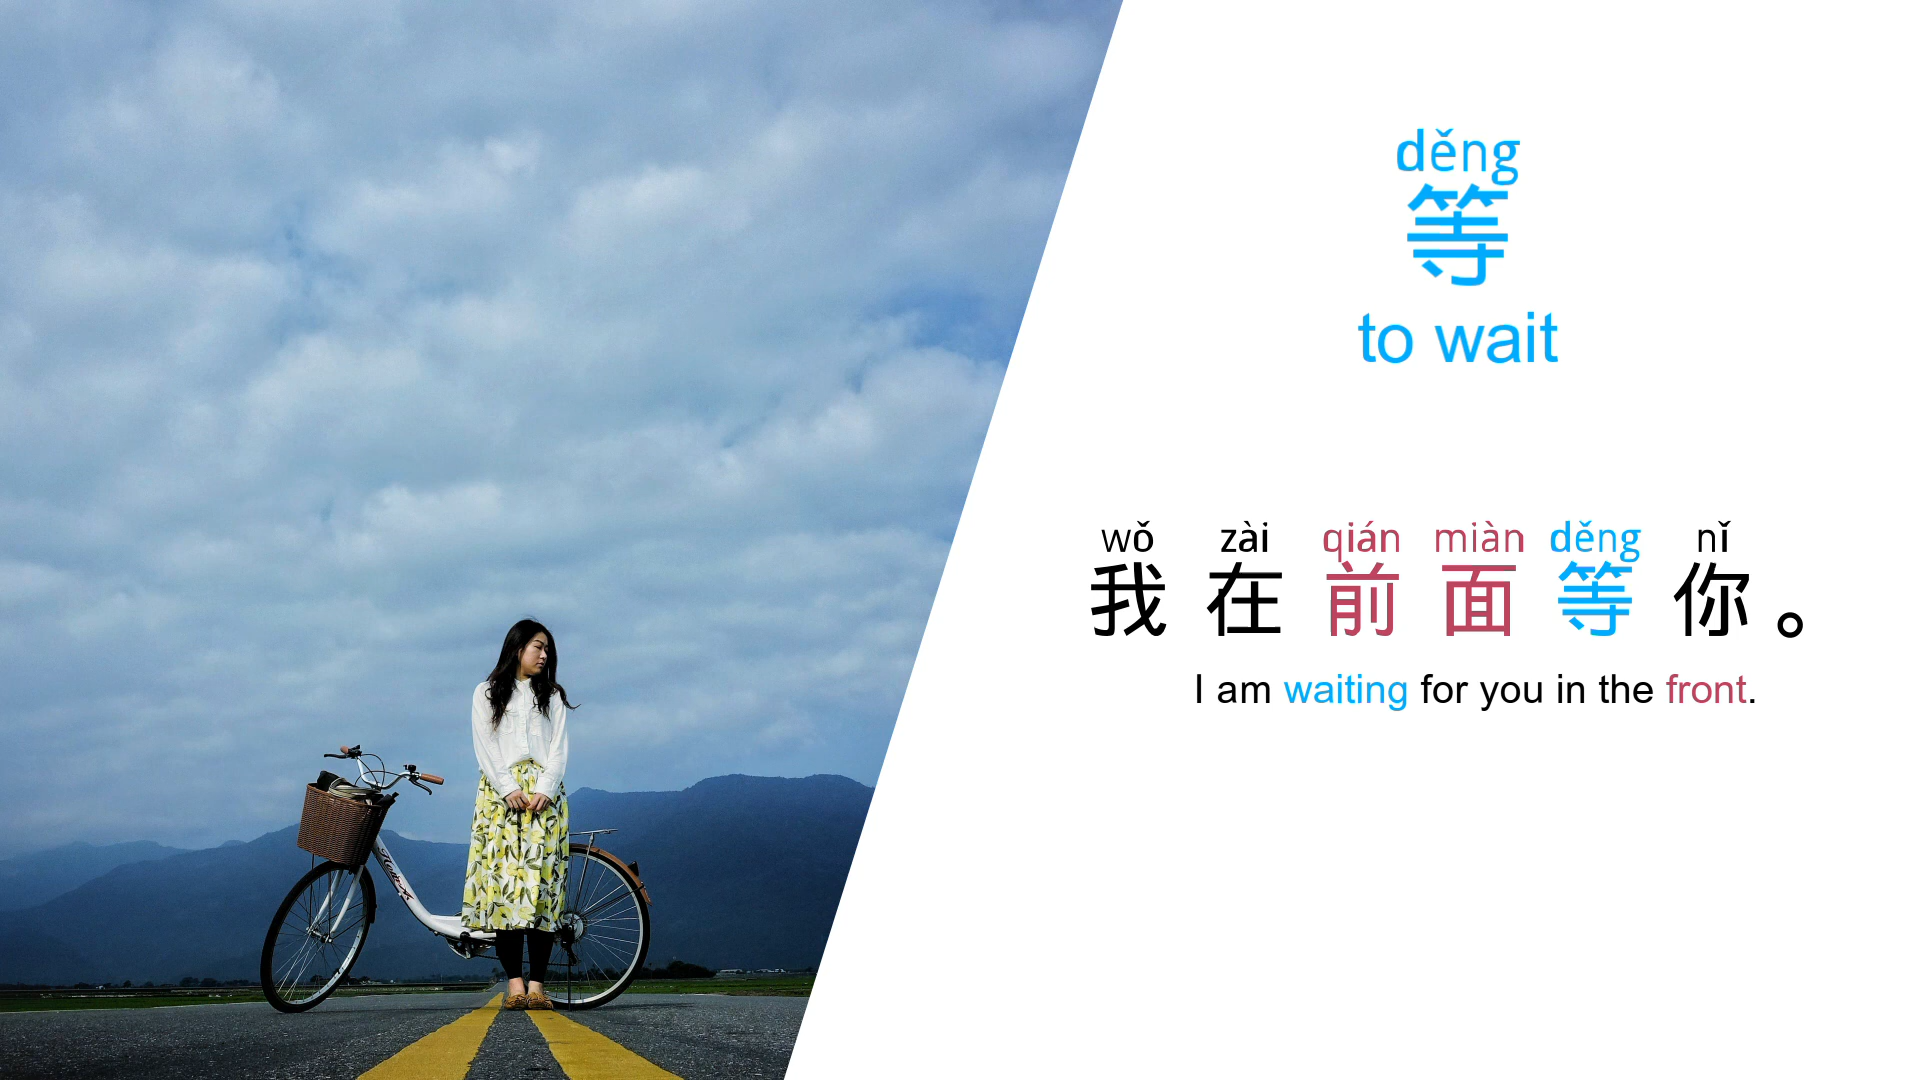 děng
等
to wait
wǒ zài qián miàn děng nǐ
我 在 前 面 等 你 。
I am waiting for you in the front.